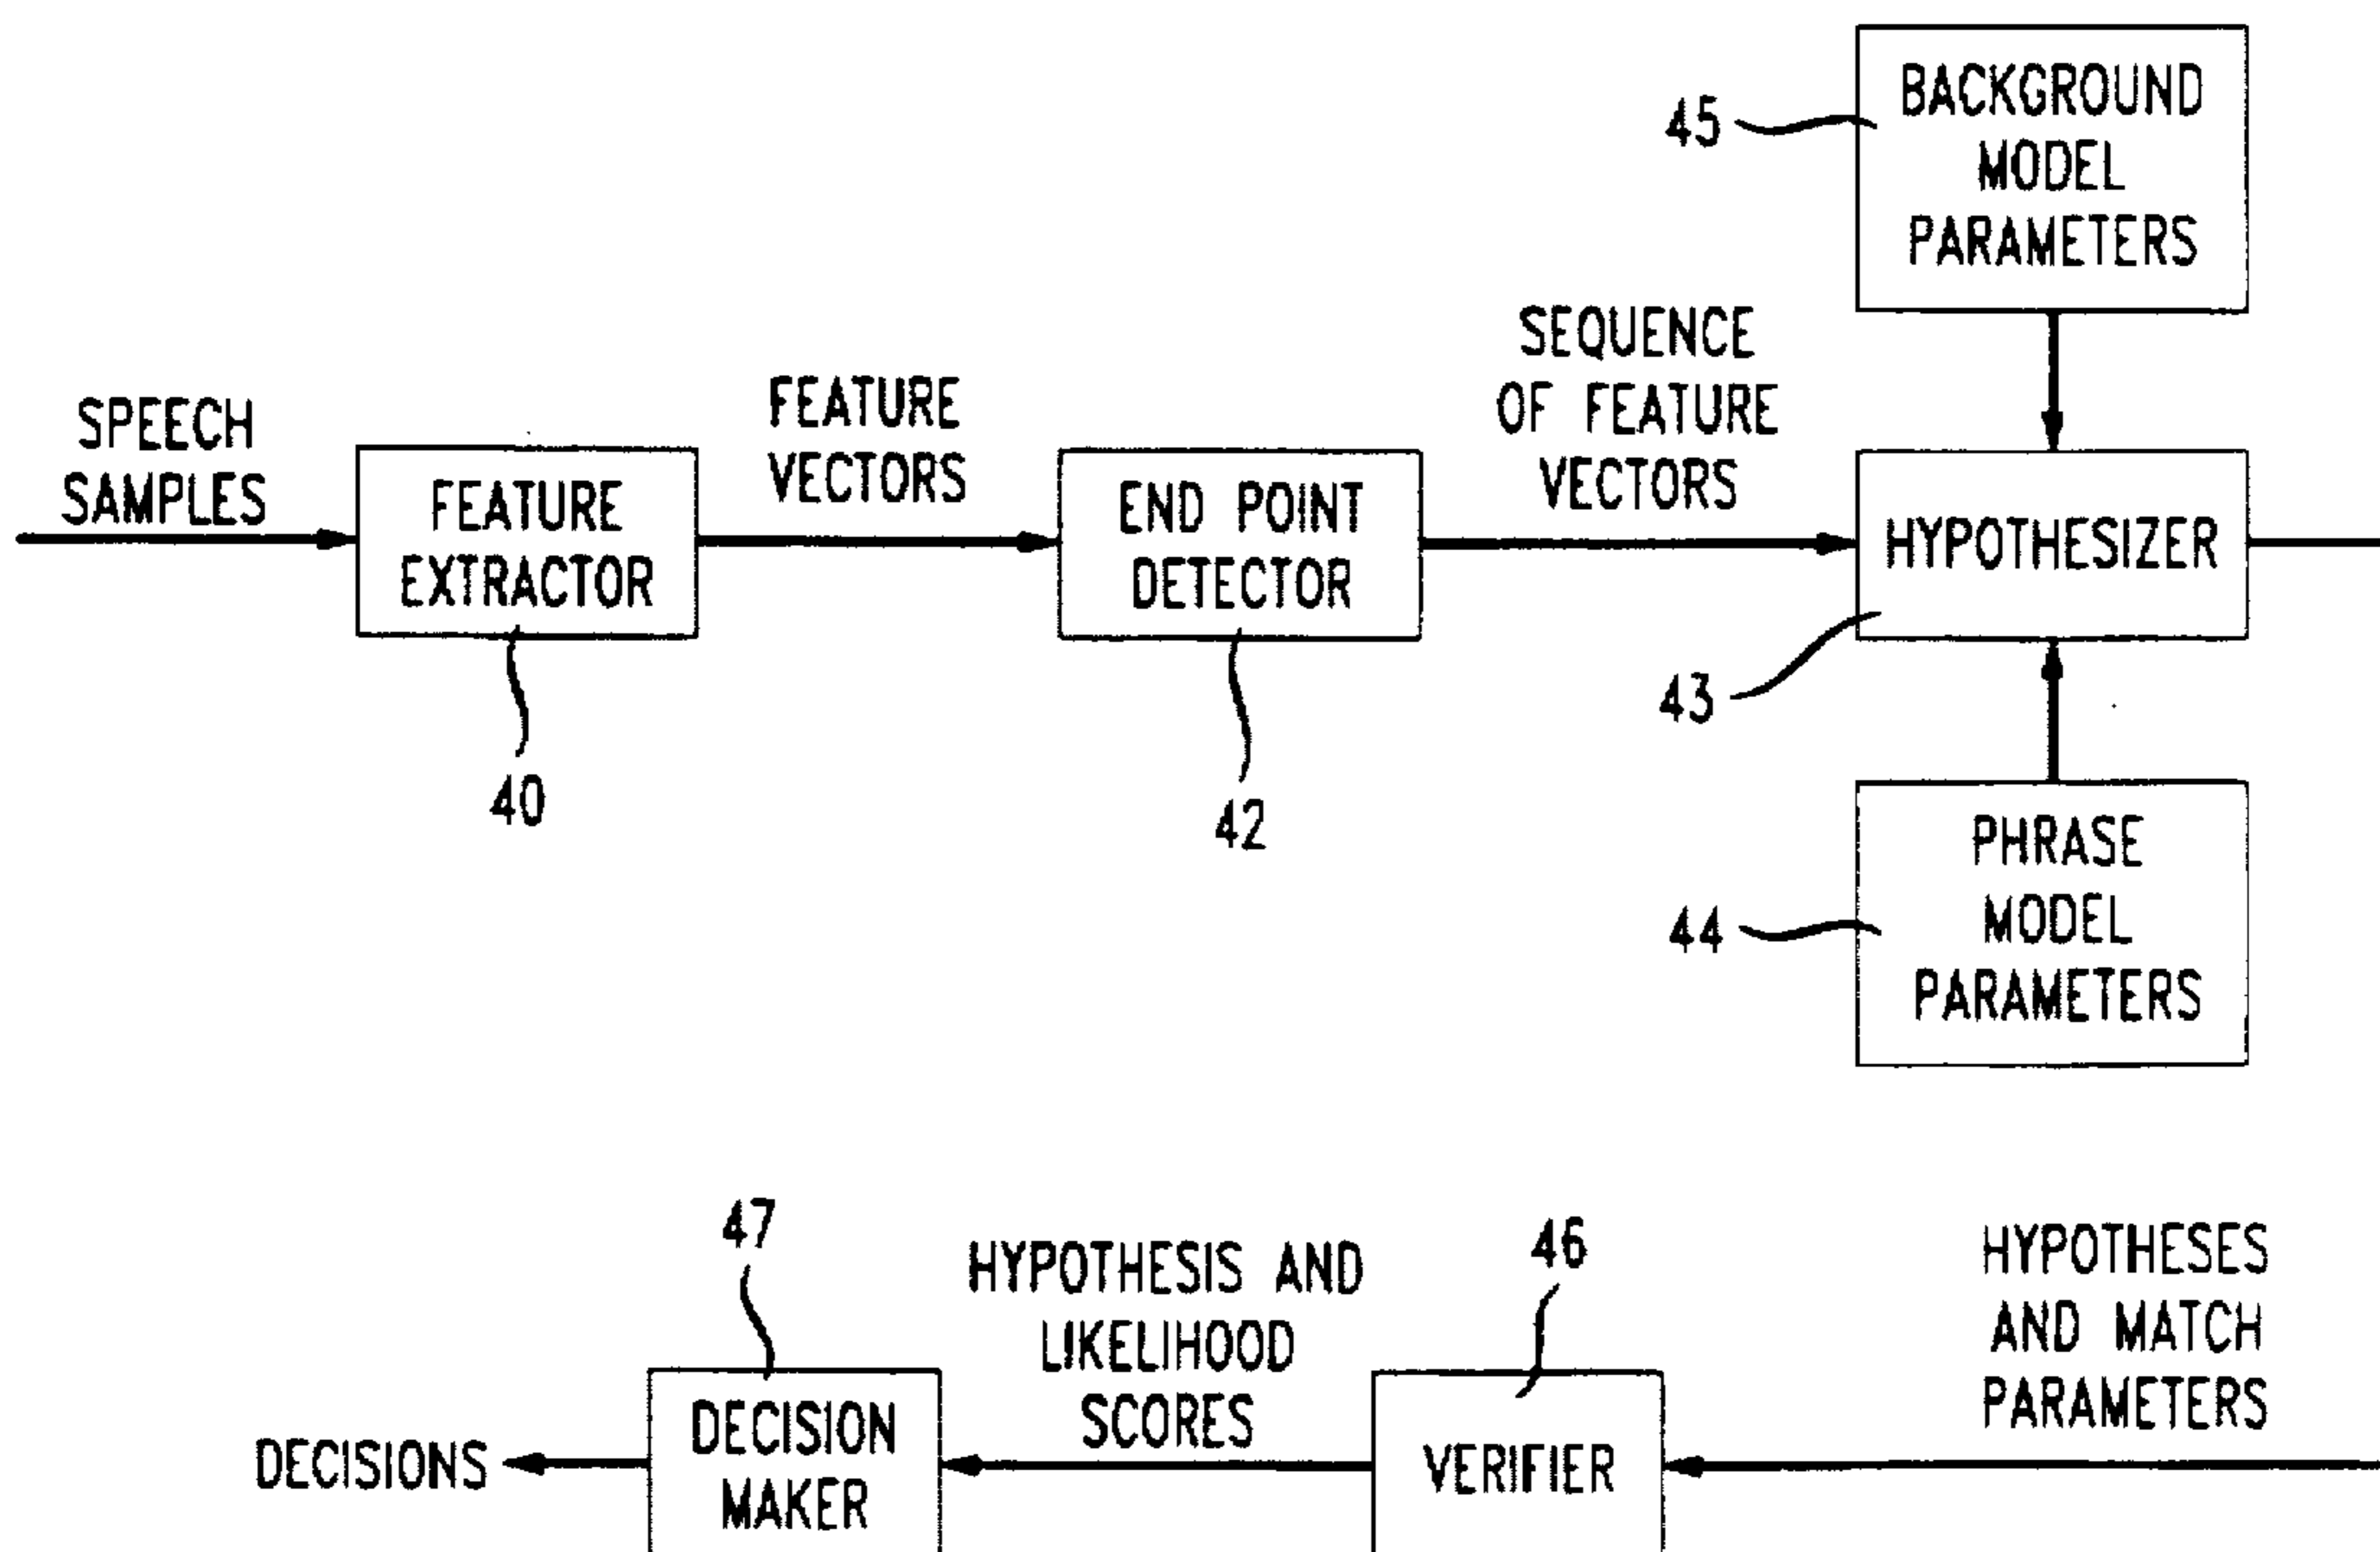 BACKGROUND
MODEL
PARAMETERS
45
SPEECH
SAMPLES
FEATURE
EXTRACTOR
40
FEATURE
VECTORS
END POINT
DETECTOR
42
SEQUENCE
OF FEATURE
VECTORS
HYPOTHESIZER
43
PHRASE
MODEL
PARAMETERS
44
HYPOTHESES
AND MATCH
PARAMETERS
46
VERIFIER
HYPOTHESIS AND
LIKELIHOOD
SCORES
47
DECISION
MAKER
DECISIONS